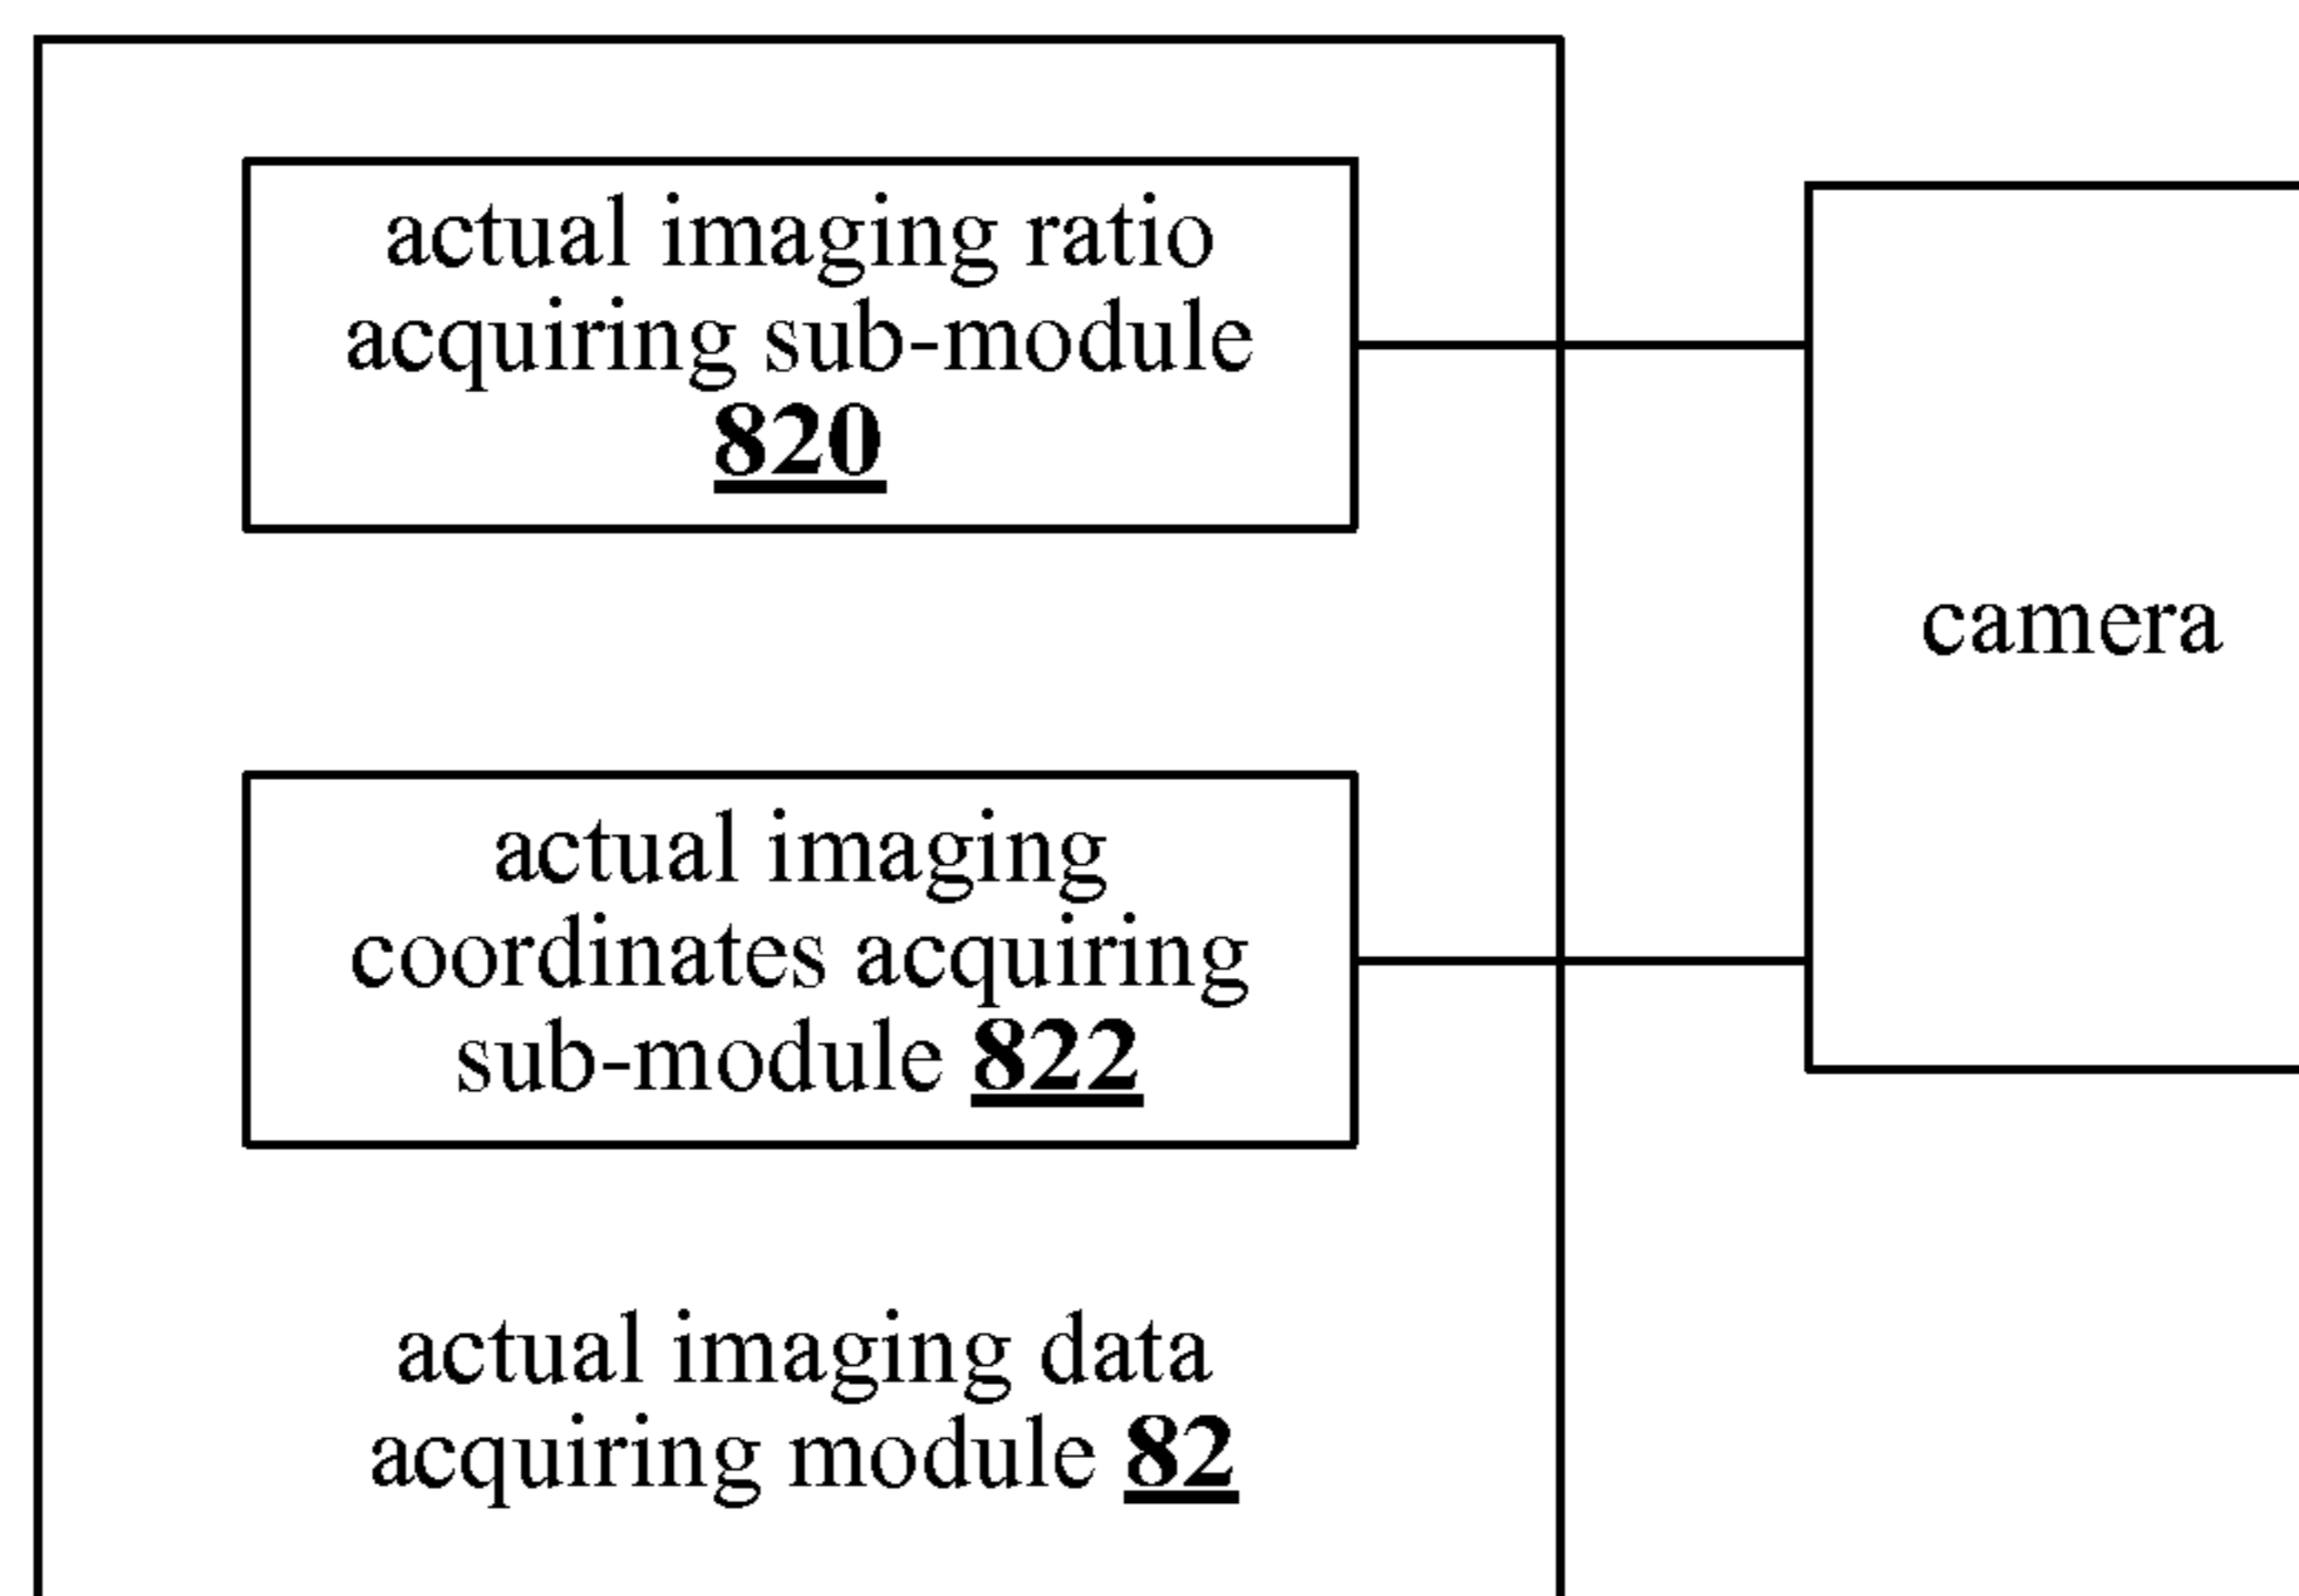 actual imaging ratio
acquiring sub-module
820
actual imaging
coordinates acquiring
sub-module 822
actual imaging data
acquiring module 82
camera